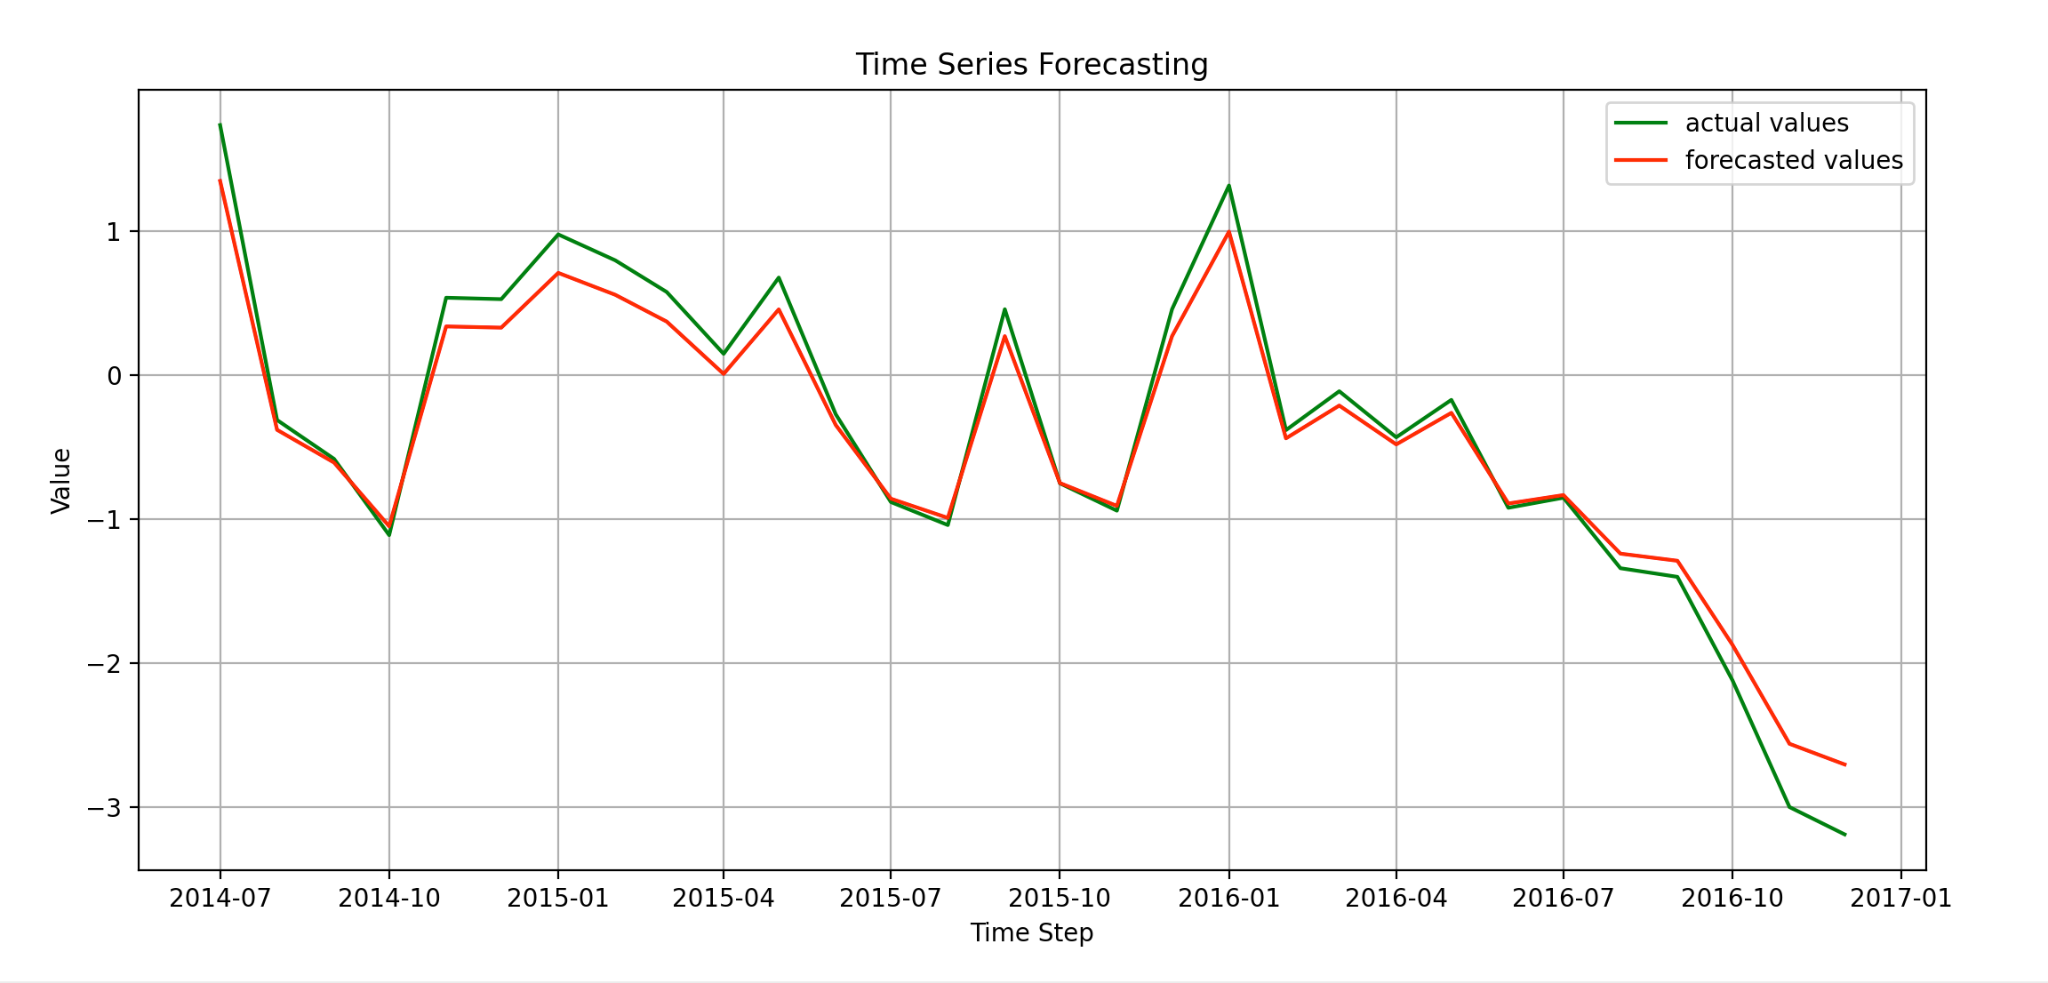 Time Series Forecasting
actual values
forecasted values
Value
1
0
−1
−2
−3
2014-07 2014-10 2015-01 2015-04 2015-07 2015-10 2016-01 2016-04 2016-07 2016-10 2017-01
Time Step